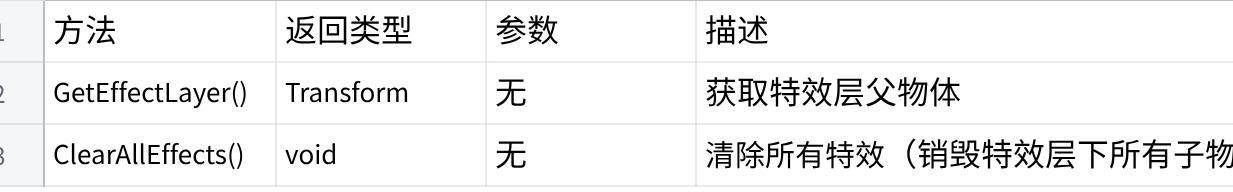 1 方法 返回类型 参数 描述
2 GetEffectLayer() Transform 无 获取特效层父物体
3 ClearAllEffects() void 无 清除所有特效（销毁特效层下所有子物